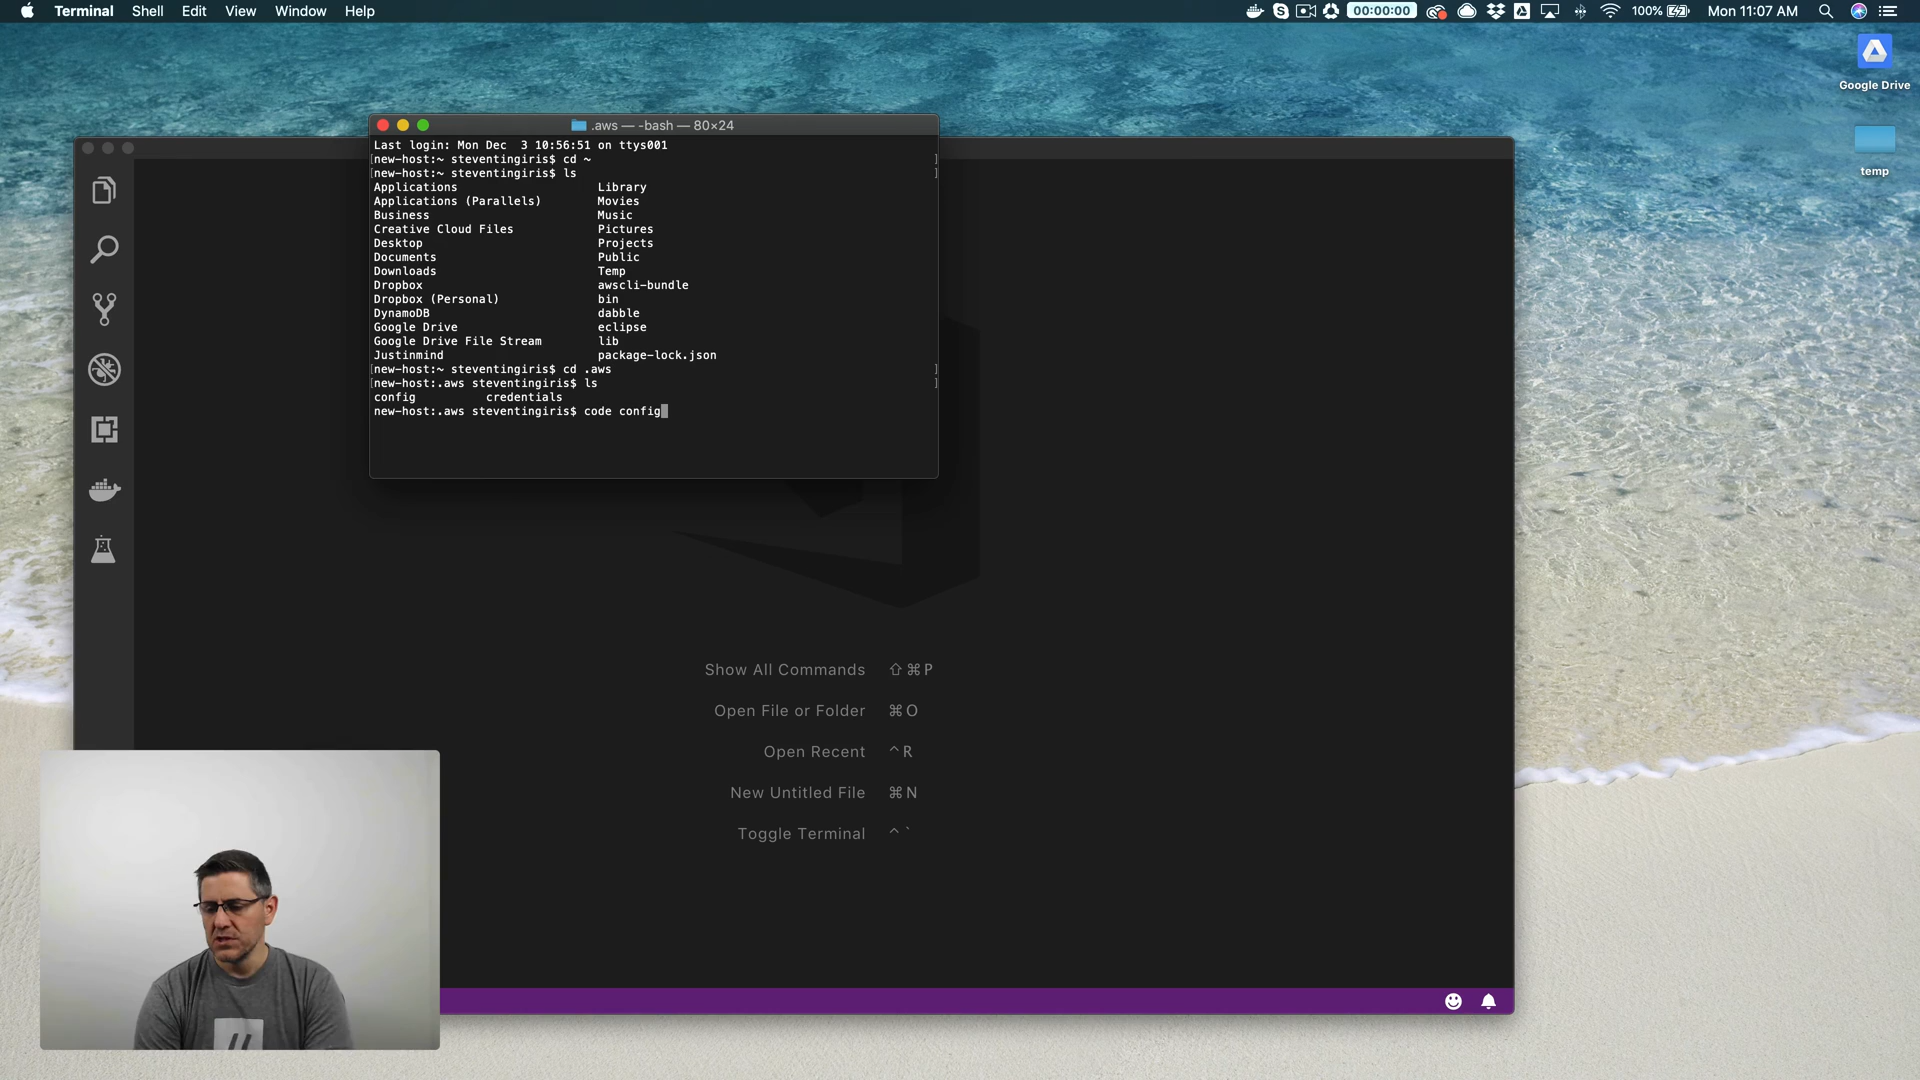 Terminal Shell Edit View Window Help
00:00:00 100% Mon 11:07 AM
Google Drive
temp
.aws — -bash — 80×24
Last login: Mon Dec  3 10:56:51 on ttys001
[new-host:~ steveningiris$ cd ~ ]
[new-host:~ steventingiris$ ls ]
Applications Library
Applications (Parallels) Movies
Business Music
Creative Cloud Files Pictures
Desktop Projects
Documents Public
Downloads Temp
Dropbox awscli-bundle
Dropbox (Personal) bin
DynamoDB dabble
Google Drive eclipse
Google Drive File Stream lib
Justinmind package-lock.json
[new-host:~ steventingiris$ cd .aws ]
[new-host:.aws steventingiris$ ls ]
config credentials
new-host:.aws steventingiris$ code config
Show All Commands ⇧⌘P
Open File or Folder ⌘O
Open Recent ^R
New Untitled File ⌘N
Toggle Terminal ^`